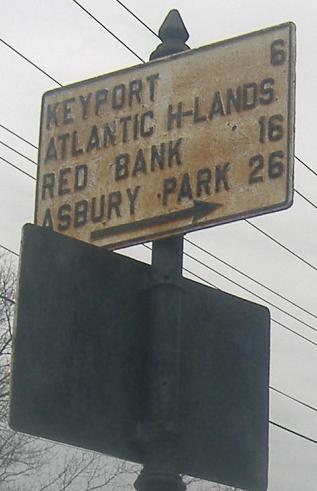 KEYPORT 6
ATLANTIC H-LANDS
RED BANK 16
ASBURY PARK 26